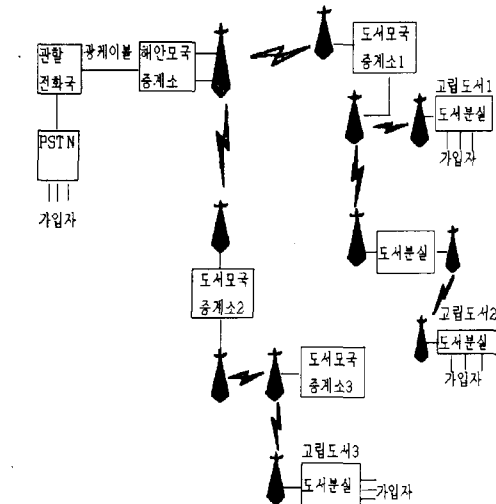 관할
전화국
광케이블
해안모국
중계소
도서모국
중계소1
고립도서1
도서분실
가입자
PSTN
가입자
도서분실
고립도서2
도서분실
가입자
도서모국
중계소2
도서모국
중계소3
고립도서3
도서분실
가입자